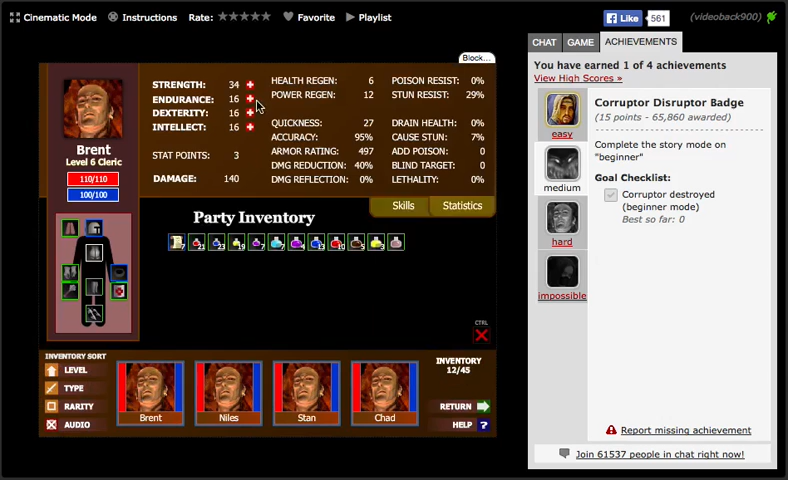 Cinematic Mode Instructions Rate: Favorite Playlist
Like 561 (videoback900)
Block...
CHAT GAME ACHIEVEMENTS
You have earned 1 of 4 achievements
View High Scores »
easy
medium
hard
impossible
Corruptor Disruptor Badge
(15 points - 65,860 awarded)
Complete the story mode on
"beginner"
Goal Checklist:
Corruptor destroyed
(beginner mode)
Best so far: 0
Report missing achievement
Join 61537 people in chat right now!
Brent
Level 6 Cleric
110/110
100/100
STRENGTH: 34
ENDURANCE: 16
DEXTERITY: 16
INTELLECT: 16
STAT POINTS: 3
DAMAGE: 140
HEALTH REGEN: 6
POWER REGEN: 12
QUICKNESS: 27
ACCURACY: 95%
ARMOR RATING: 497
DMG REDUCTION: 40%
DMG REFLECTION: 0%
POISON RESIST: 0%
STUN RESIST: 29%
DRAIN HEALTH: 0%
CAUSE STUN: 7%
ADD POISON: 0
BLIND TARGET: 0
LETHALITY: 0%
Skills Statistics
Party Inventory
CTRL
INVENTORY SORT
LEVEL
TYPE
RARITY
AUDIO
Brent Niles Stan Chad
INVENTORY
12/45
RETURN
HELP ?